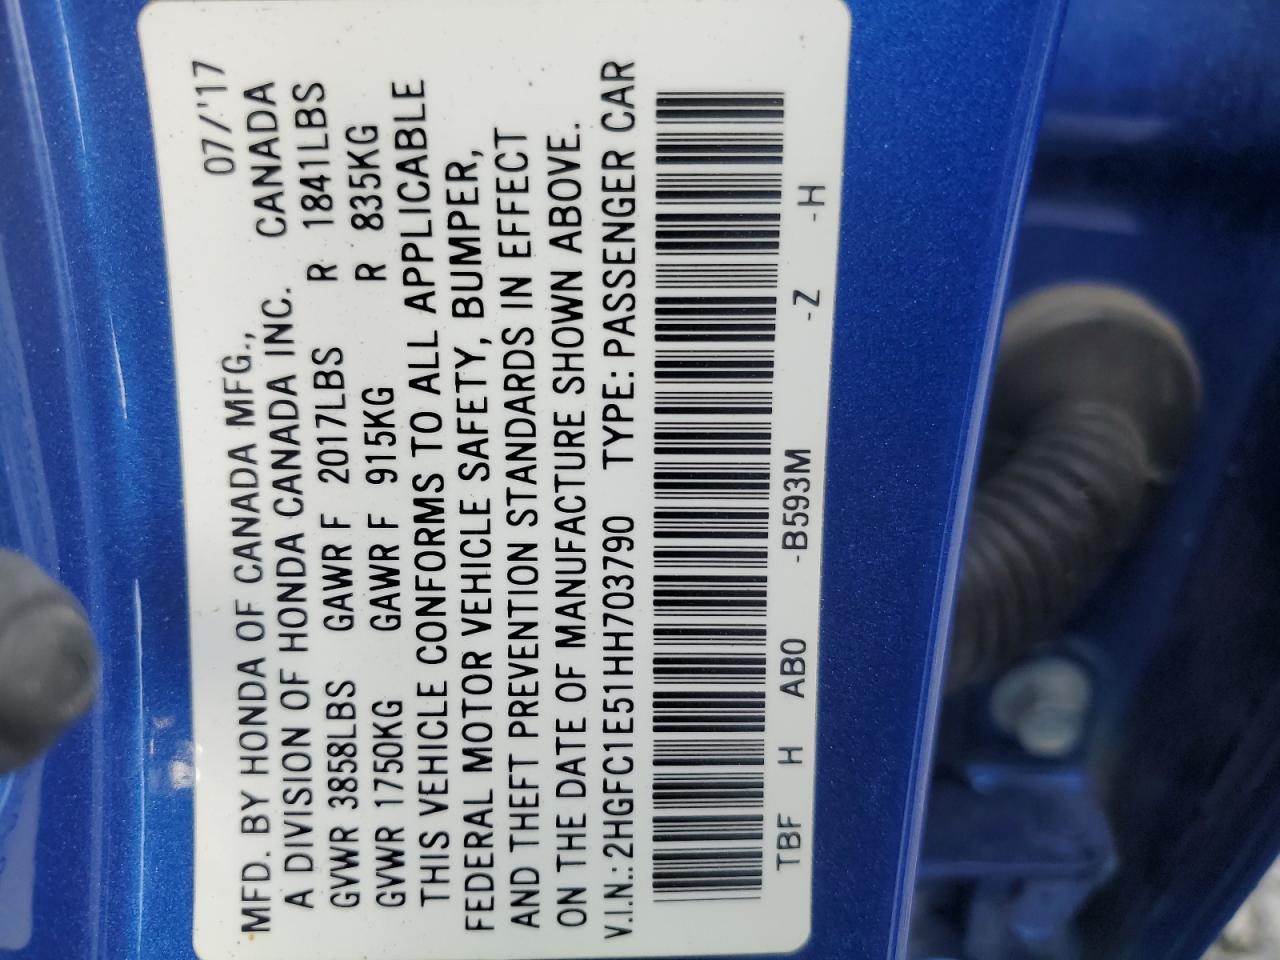 MFD. BY HONDA OF CANADA MFG., 07/'17
A DIVISION OF HONDA CANADA INC. CANADA
GVWR 3858LBS GAWR F 2017LBS R 1841LBS
GVWR 1750KG GAWR F 915KG R 835KG
THIS VEHICLE CONFORMS TO ALL APPLICABLE
FEDERAL MOTOR VEHICLE SAFETY, BUMPER,
AND THEFT PREVENTION STANDARDS IN EFFECT
ON THE DATE OF MANUFACTURE SHOWN ABOVE.
V.I.N.: 2HGFC1E51HH703790 TYPE: PASSENGER CAR
TBF H AB0 -B593M -Z -H